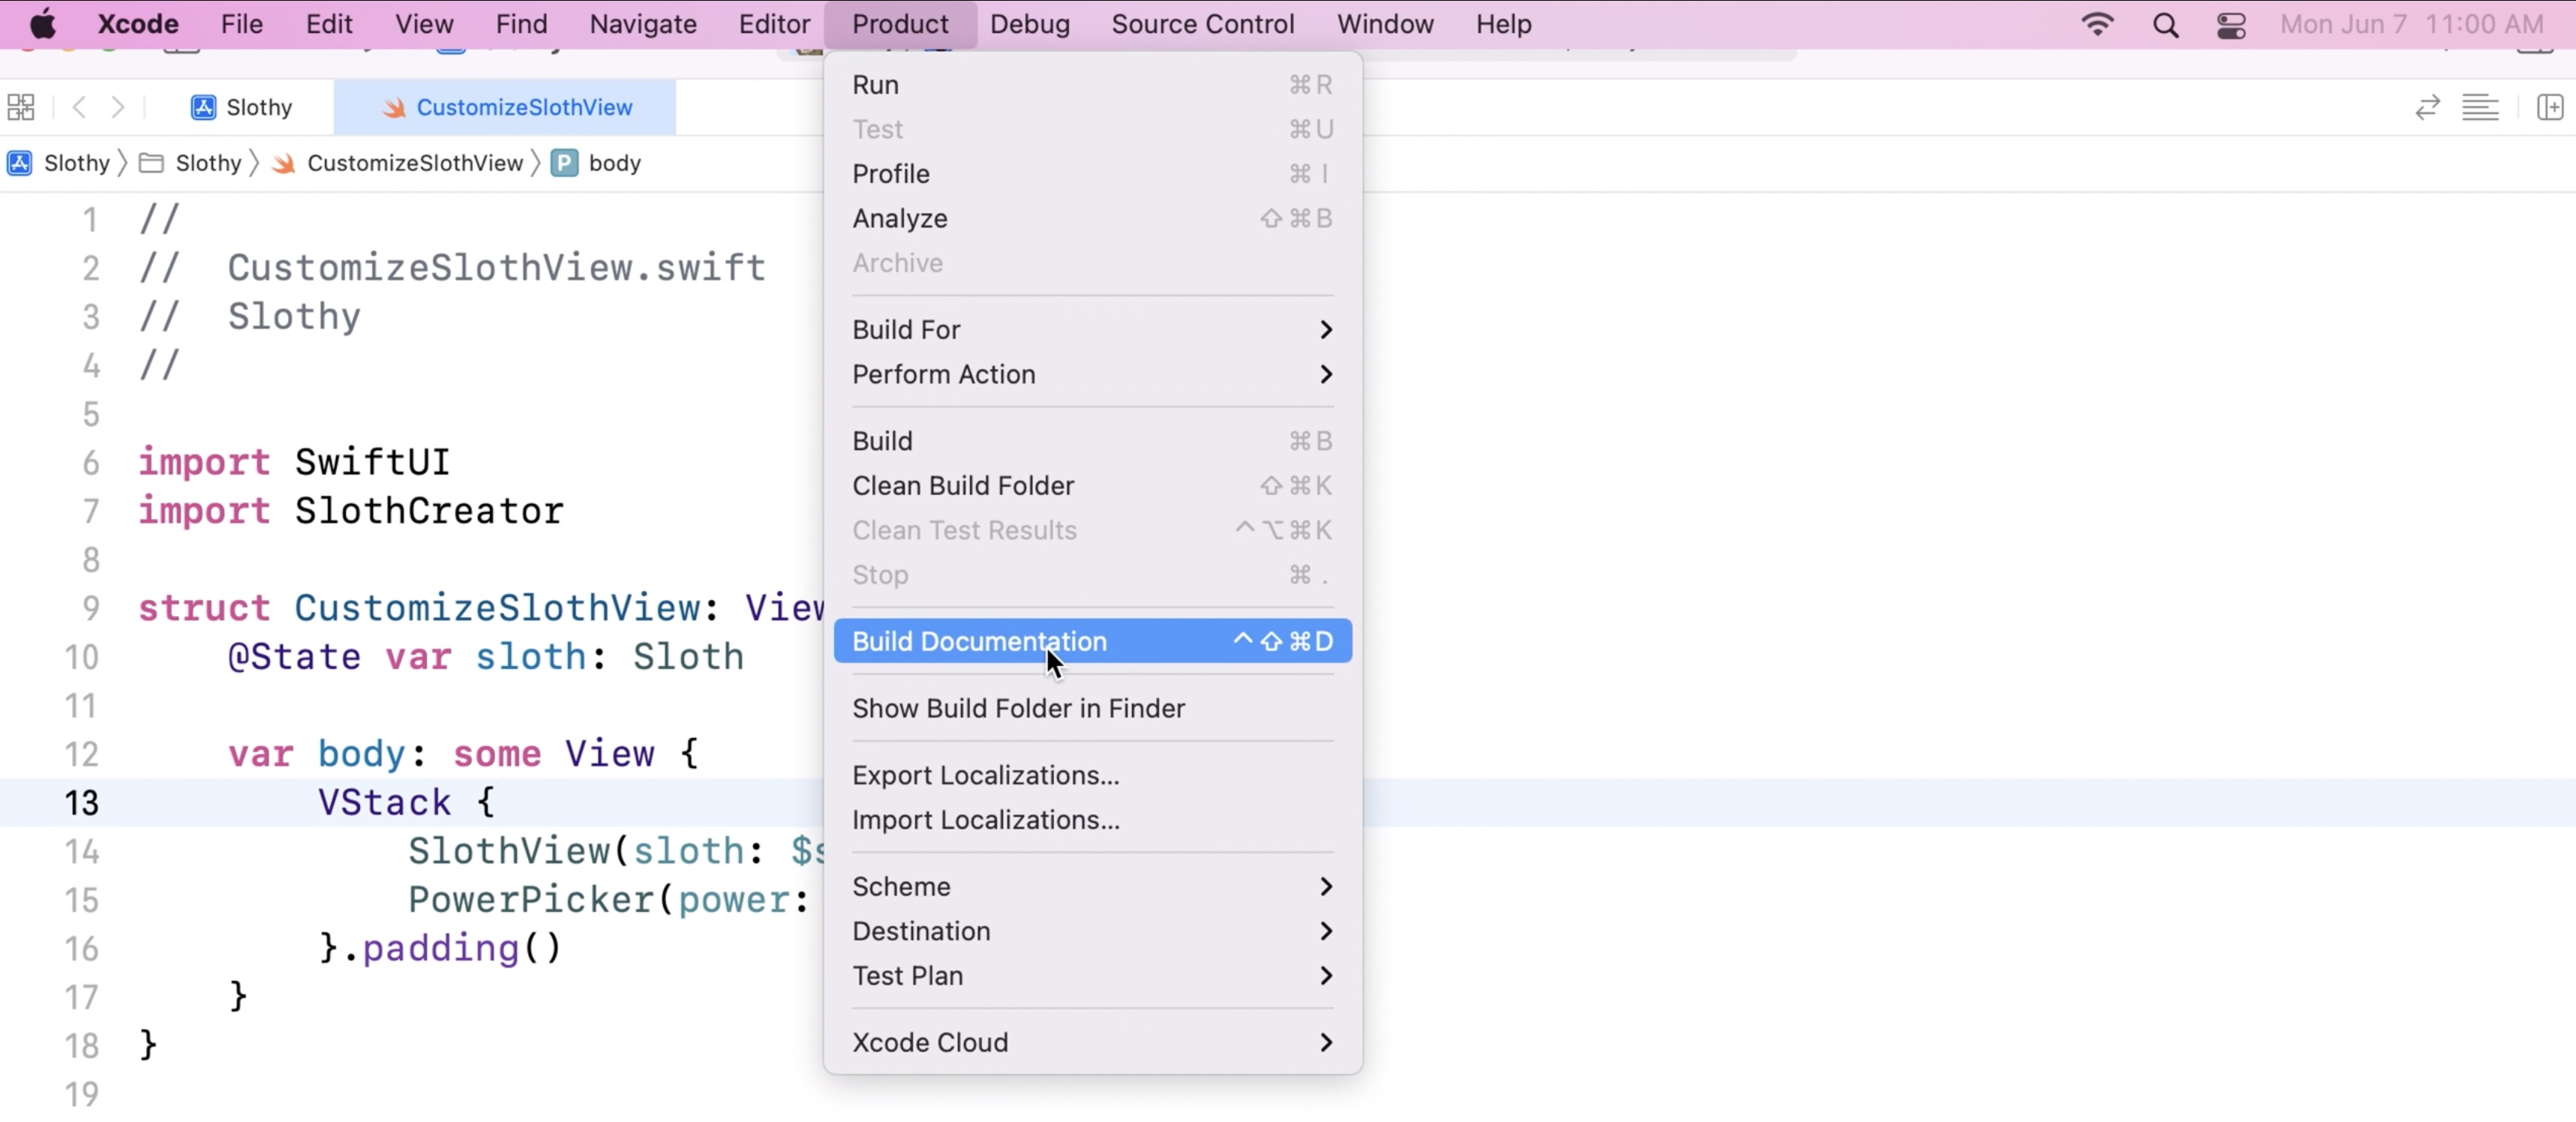 Xcode File Edit View Find Navigate Editor Product Debug Source Control Window Help Mon Jun 7 11:00 AM
Slothy CustomizeSlothView
Slothy Slothy CustomizeSlothView P body
1 //
2 // CustomizeSlothView.swift
3 // Slothy
4 //
5
6 import SwiftUI
7 import SlothCreator
8
9 struct CustomizeSlothView: View
10 @State var sloth: Sloth
11
12 var body: some View {
13 VStack {
14 SlothView(sloth: $s
15 PowerPicker(power:
16 }.padding()
17 }
18 }
19
Run ⌘R
Test ⌘U
Profile ⌘I
Analyze ⇧⌘B
Archive
Build For
Perform Action
Build ⌘B
Clean Build Folder ⇧⌘K
Clean Test Results ^⌥⌘K
Stop ⌘.
Build Documentation ^⇧⌘D
Show Build Folder in Finder
Export Localizations...
Import Localizations...
Scheme
Destination
Test Plan
Xcode Cloud